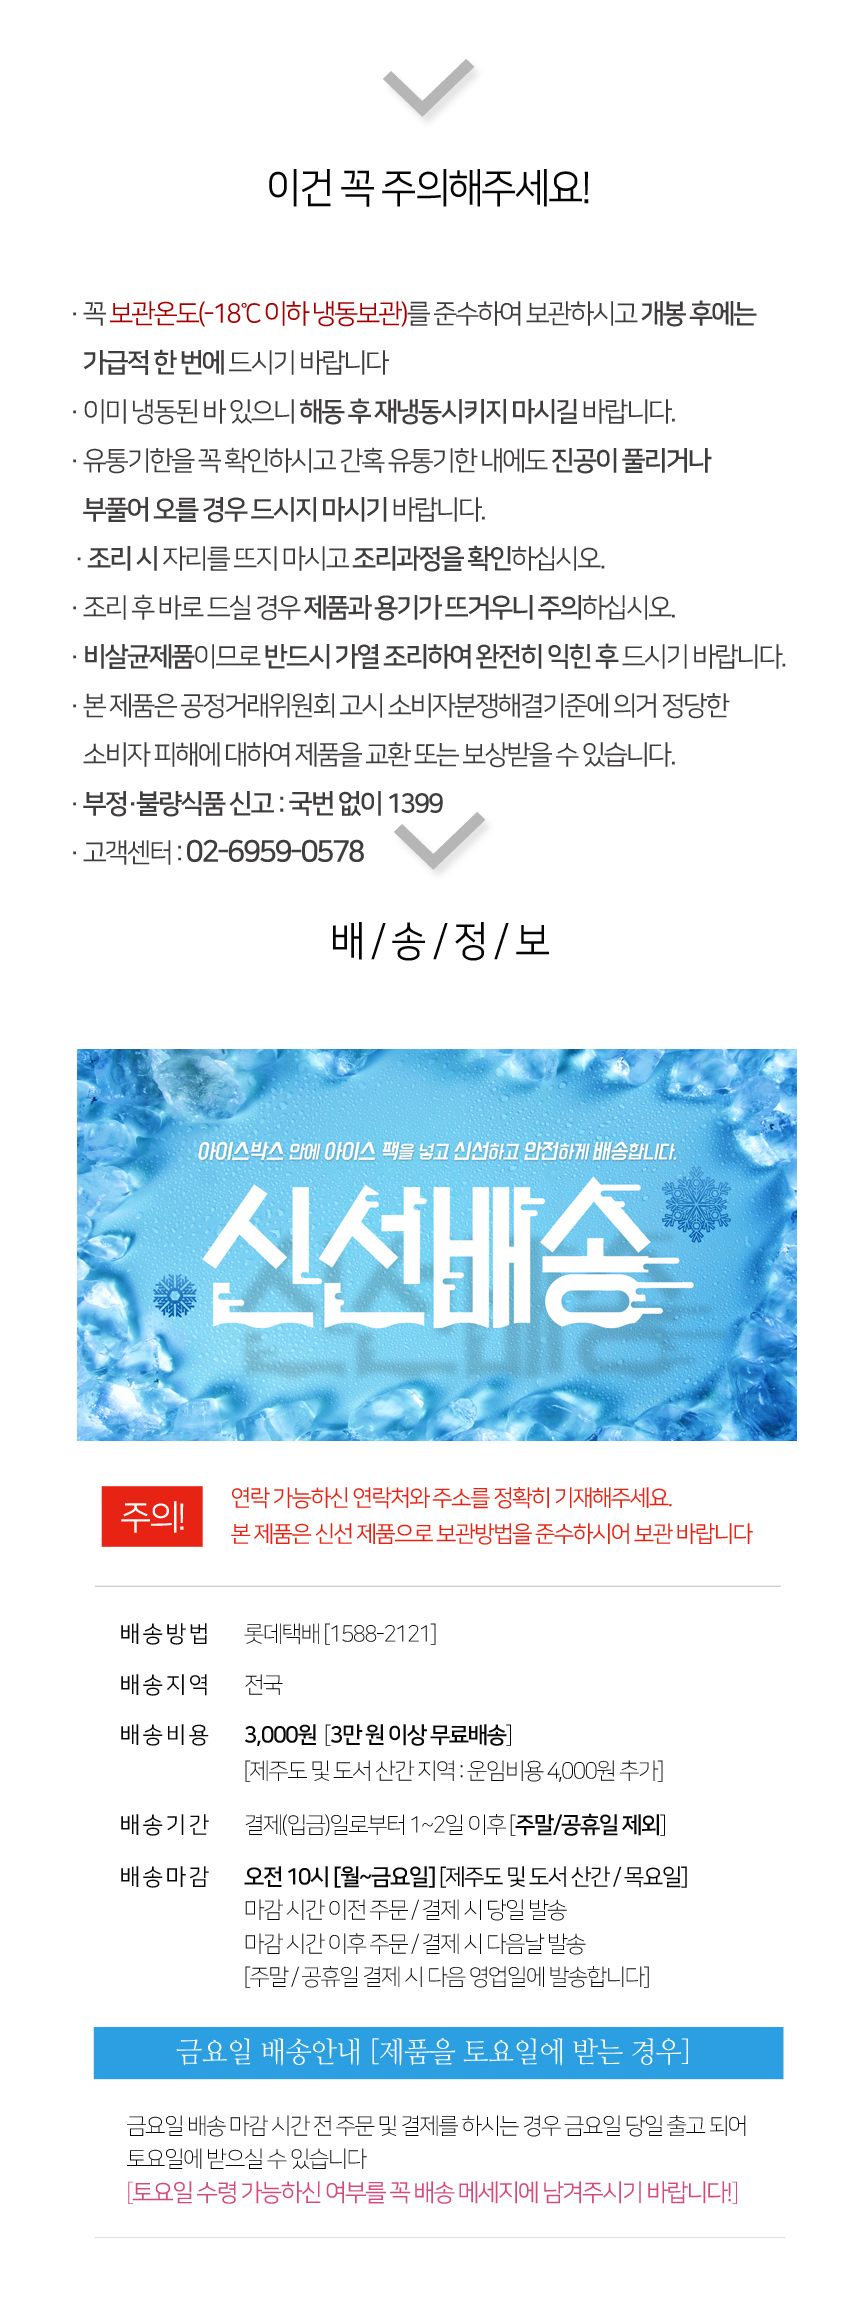 이건 꼭 주의해주세요!
· 꼭 보관온도(-18℃ 이하 냉동보관)를 준수하여 보관하시고 개봉 후에는
가급적 한 번에 드시기 바랍니다
· 이미 냉동된 바 있으니 해동 후 재냉동시키지 마시길 바랍니다.
· 유통기한을 꼭 확인하시고 간혹 유통기한 내에도 진공이 풀리거나
부풀어 오를 경우 드시지 마시기 바랍니다.
· 조리 시 자리를 뜨지 마시고 조리과정을 확인하십시오.
· 조리 후 바로 드실 경우 제품과 용기가 뜨거우니 주의하십시오.
· 비살균제품이므로 반드시 가열 조리하여 완전히 익힌 후 드시기 바랍니다.
· 본 제품은 공정거래위원회 고시 소비자분쟁해결기준에 의거 정당한
소비자 피해에 대하여 제품을 교환 또는 보상받을 수 있습니다.
· 부정·불량식품 신고 : 국번 없이 1399
· 고객센터 : 02-6959-0578
배 / 송 / 정 / 보
아이스박스 안에 아이스 팩을 넣고 신선하고 안전하게 배송합니다.
신선배송
주의!
연락 가능하신 연락처와 주소를 정확히 기재해주세요.
본 제품은 신선 제품으로 보관방법을 준수하시어 보관 바랍니다
배송방법 롯데택배 [1588-2121]
배송지역 전국
배송비용 3,000원 [3만 원 이상 무료배송]
[제주도 및 도서 산간 지역 : 운임비용 4,000원 추가]
배송기간 결제(입금)일로부터 1~2일 이후 [주말/공휴일 제외]
배송마감 오전 10시 [월~금요일] [제주도 및 도서 산간 / 목요일]
마감 시간 이전 주문 / 결제 시 당일 발송
마감 시간 이후 주문 / 결제 시 다음날 발송
[주말 / 공휴일 결제 시 다음 영업일에 발송합니다]
금요일 배송안내 [제품을 토요일에 받는 경우]
금요일 배송 마감 시간 전 주문 및 결제를 하시는 경우 금요일 당일 출고 되어
토요일에 받으실 수 있습니다
[토요일 수령 가능하신 여부를 꼭 배송 메세지에 남겨주시기 바랍니다!]